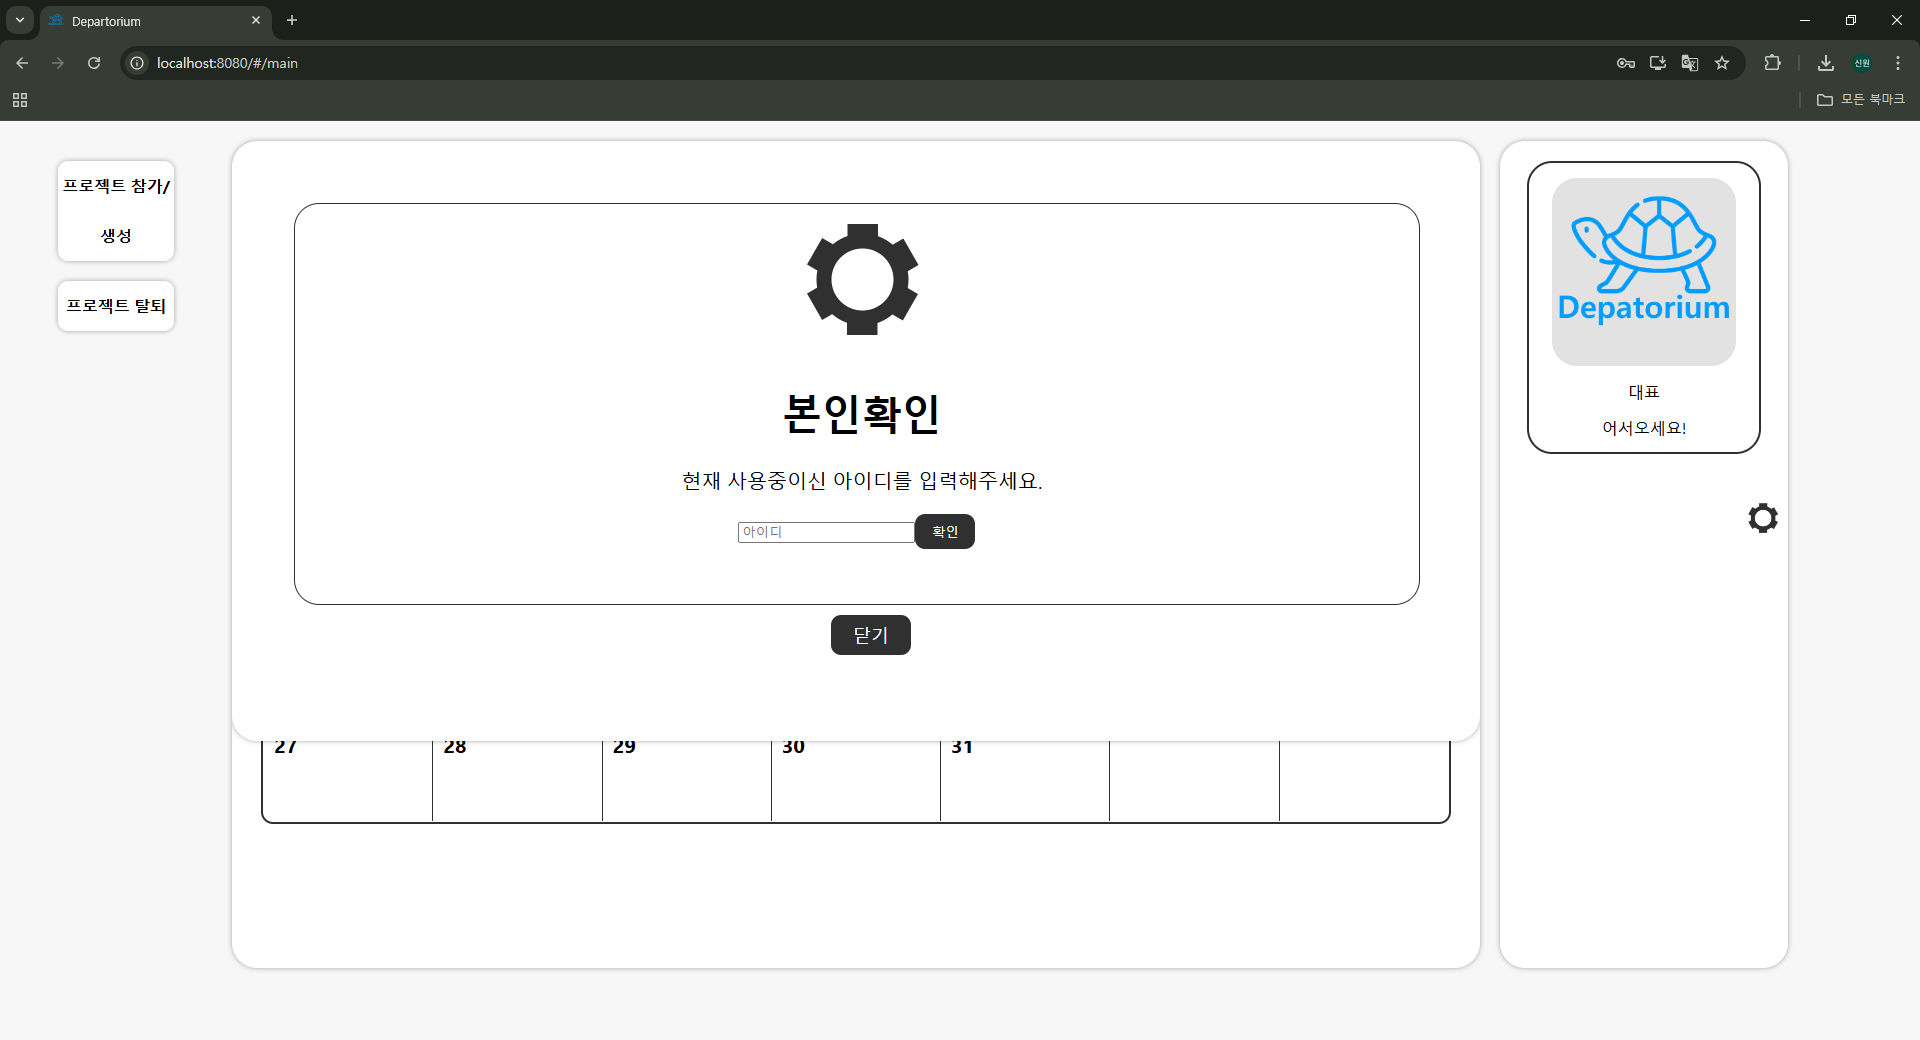 Departorium
localhost:8080/#/main
신원
모든 북마크
프로젝트 참가/
생성
프로젝트 탈퇴
본인확인
현재 사용중이신 아이디를 입력해주세요.
아이디
확인
닫기
27
28
29
30
31
Depatorium
대표
어서오세요!